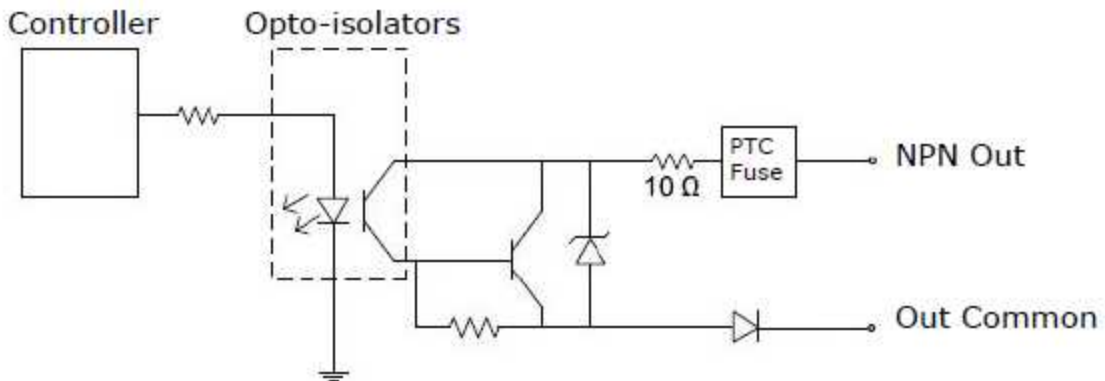 Controller
Opto-isolators
PTC
Fuse
10 Ω
NPN Out
Out Common